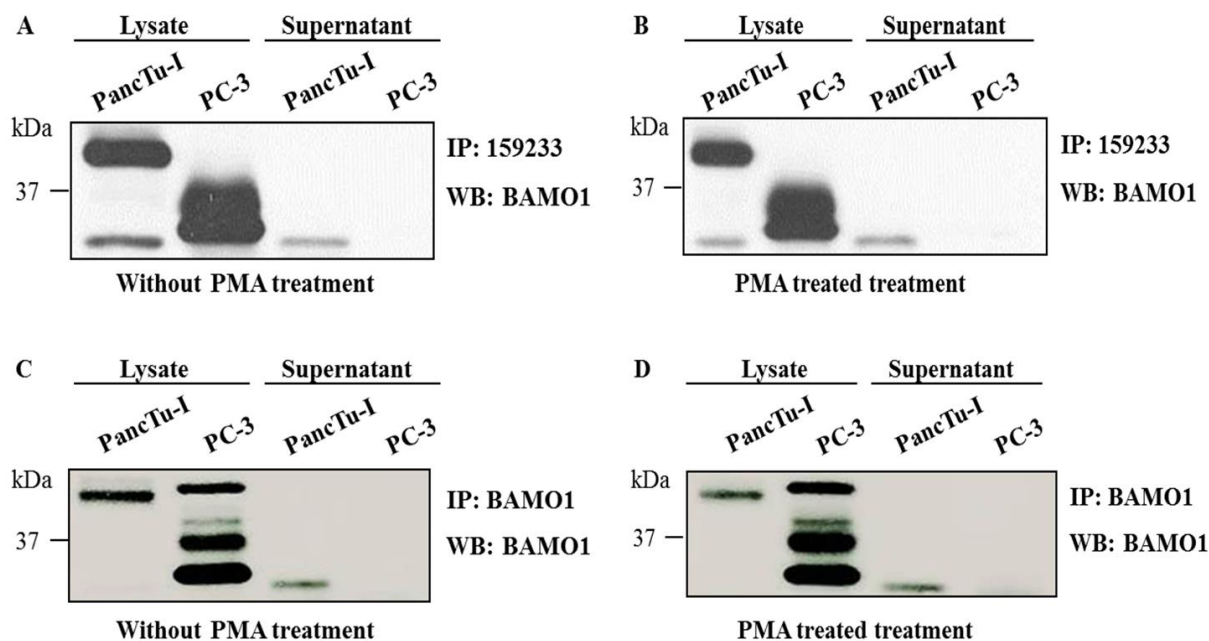 A
Lysate Supernatant
PancTu-I PC-3 PancTu-I PC-3
kDa
37
IP: 159233
WB: BAMO1
Without PMA treatment
B
Lysate Supernatant
PancTu-I PC-3 PancTu-I PC-3
kDa
37
IP: 159233
WB: BAMO1
PMA treated treatment
C
Lysate Supernatant
PancTu-I PC-3 PancTu-I PC-3
kDa
37
IP: BAMO1
WB: BAMO1
Without PMA treatment
D
Lysate Supernatant
PancTu-I PC-3 PancTu-I PC-3
kDa
37
IP: BAMO1
WB: BAMO1
PMA treated treatment